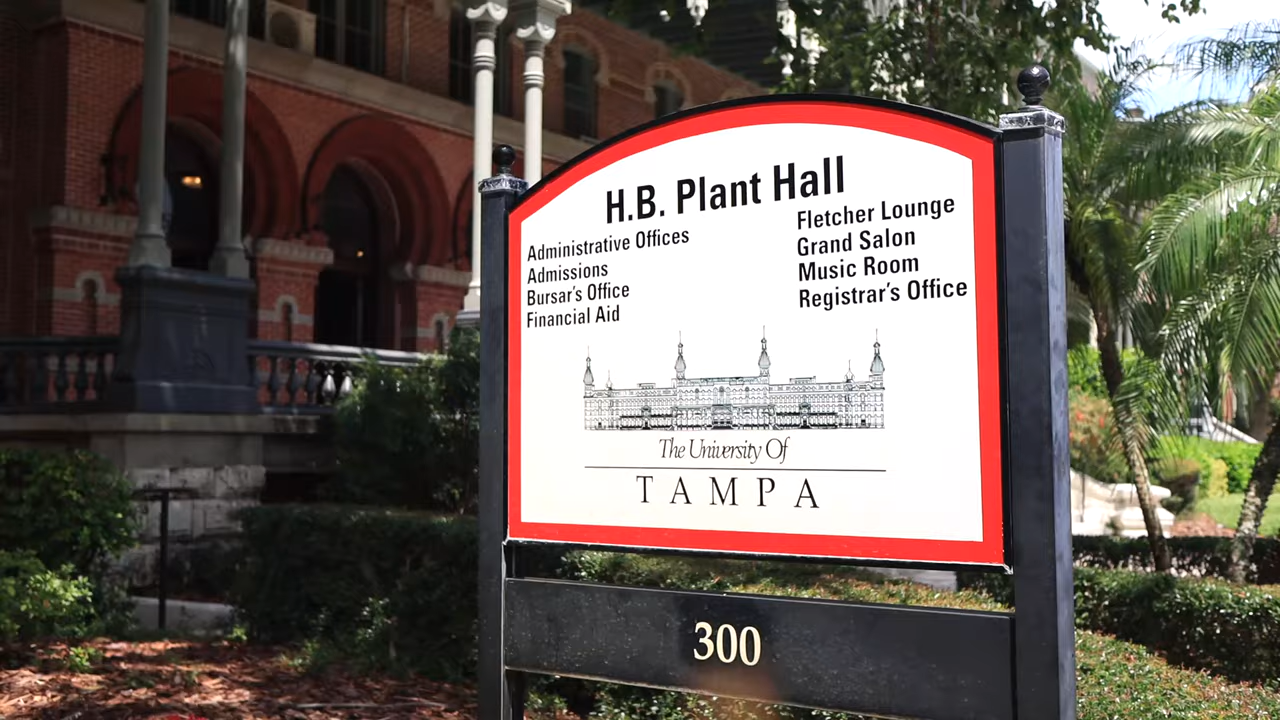 H.B. Plant Hall
Administrative Offices
Admissions
Bursar's Office
Financial Aid
Fletcher Lounge
Grand Salon
Music Room
Registrar's Office
The University Of
TAMPA
300